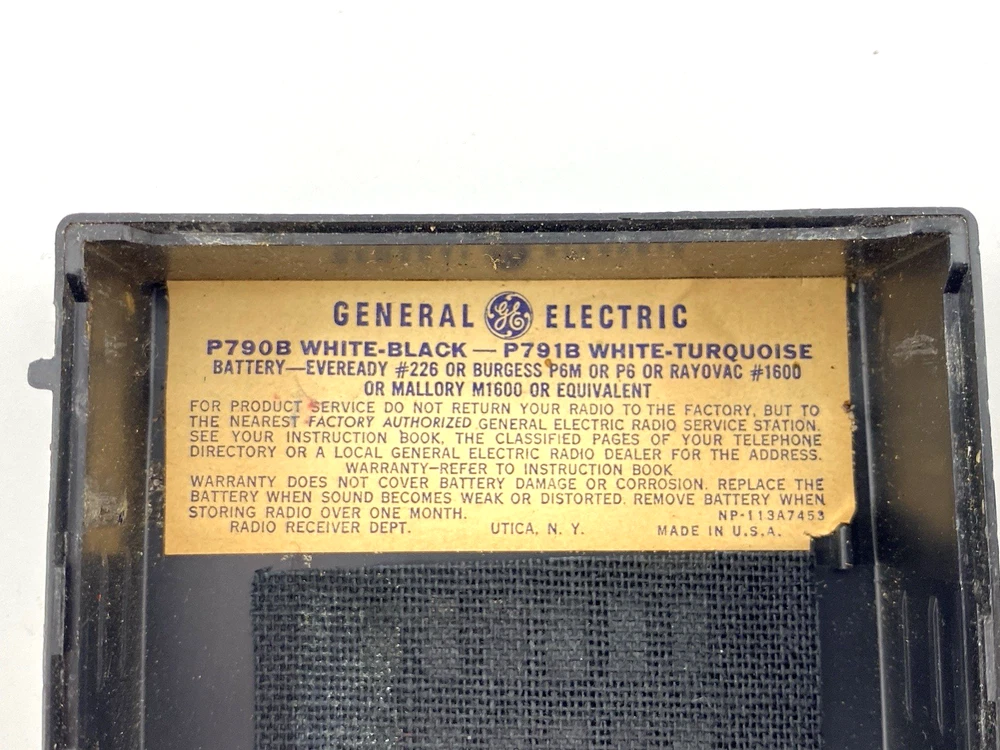 GENERAL GE ELECTRIC
P790B WHITE-BLACK — P791B WHITE-TURQUOISE
BATTERY—EVEREADY #226 OR BURGESS P6M OR P6 OR RAYOVAC #1600
OR MALLORY M1600 OR EQUIVALENT
FOR PRODUCT SERVICE DO NOT RETURN YOUR RADIO TO THE FACTORY, BUT TO
THE NEAREST FACTORY AUTHORIZED GENERAL ELECTRIC RADIO SERVICE STATION.
SEE YOUR INSTRUCTION BOOK, THE CLASSIFIED PAGES OF YOUR TELEPHONE
DIRECTORY OR A LOCAL GENERAL ELECTRIC RADIO DEALER FOR THE ADDRESS.
WARRANTY—REFER TO INSTRUCTION BOOK
WARRANTY DOES NOT COVER BATTERY DAMAGE OR CORROSION. REPLACE THE
BATTERY WHEN SOUND BECOMES WEAK OR DISTORTED. REMOVE BATTERY WHEN
STORING RADIO OVER ONE MONTH. NP-113A7453
RADIO RECEIVER DEPT. UTICA, N. Y. MADE IN U.S.A.